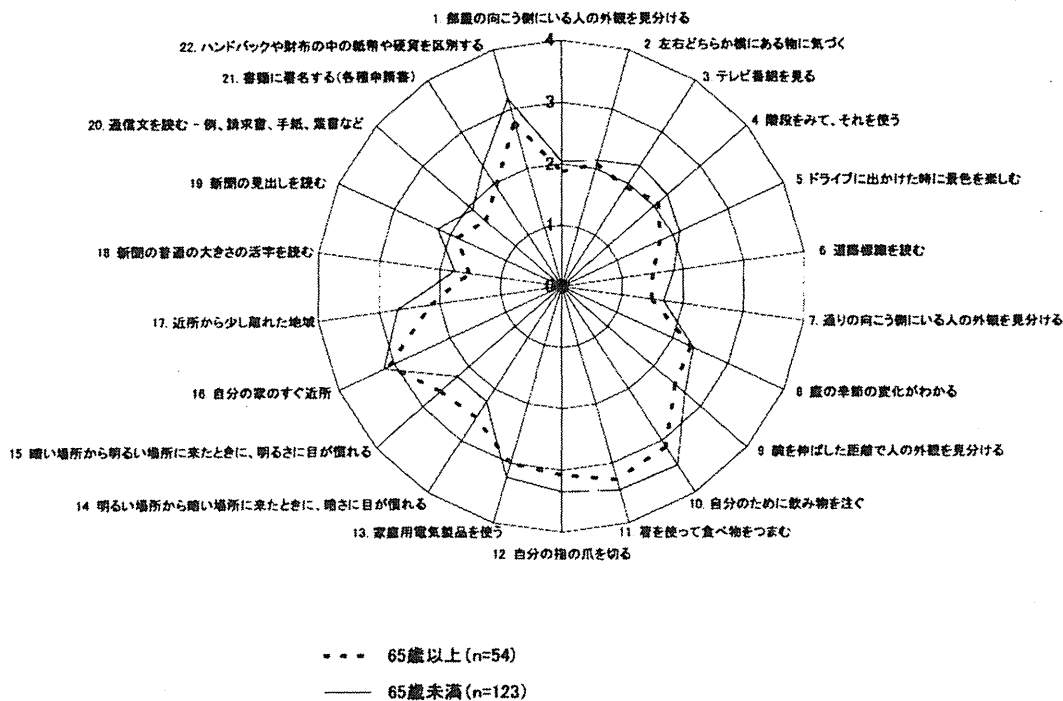 1. 部屋の向こう側にいる人の外観を見分ける
2 左右どちらか横にある物に気づく
3 テレビ番組を見る
4 階段をみて、それを使う
5 ドライブに出かけた時に景色を楽しむ
6 道路標識を読む
7. 通りの向こう側にいる人の外観を見分ける
8 庭の季節の変化がわかる
9 腕を伸ばした距離で人の外観を見分ける
10. 自分のために飲み物を注ぐ
11 箸を使って食べ物をつまむ
12 自分の指の爪を切る
13. 家庭用電気製品を使う
14 明るい場所から暗い場所に来たときに、暗さに目が慣れる
15 暗い場所から明るい場所に来たときに、明るさに目が慣れる
16 自分の家のすぐ近所
17. 近所から少し離れた地域
18 新聞の普通の大きさの活字を読む
19 新聞の見出しを読む
20. 通信文を読む - 例、請求書、手紙、葉書など
21. 書類に署名する(各種申請書)
22. ハンドバックや財布の中の紙幣や硬貨を区別する
4
3
2
1
0
65歳以上(n=54)
65歳未満(n=123)